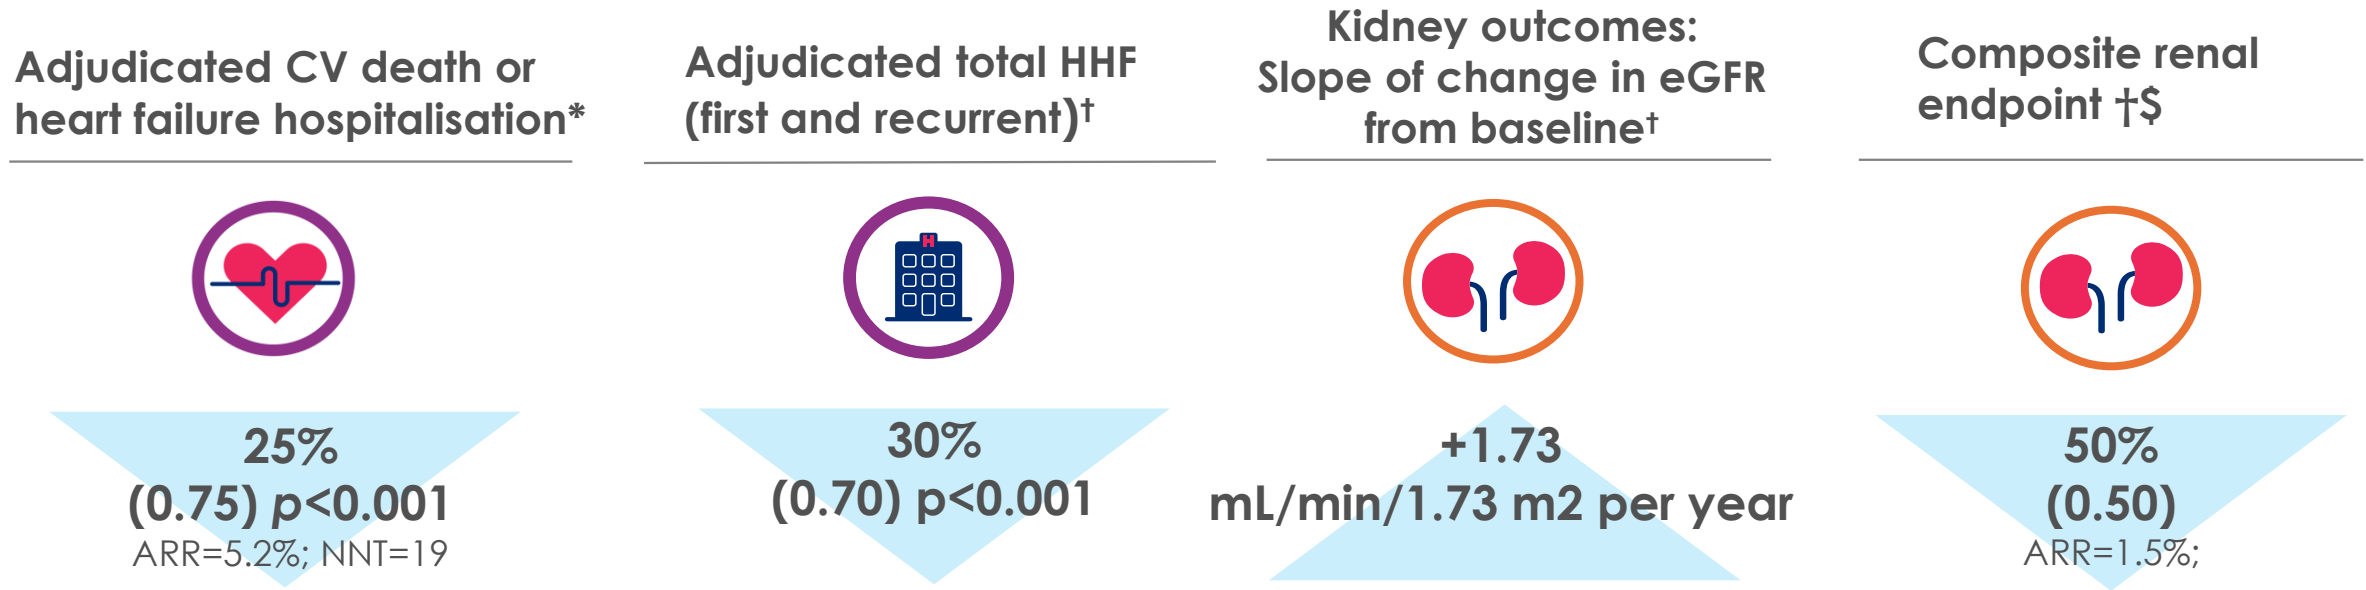 Adjudicated CV death or
heart failure hospitalisation*
25%
(0.75) p<0.001
ARR=5.2%; NNT=19
Adjudicated total HHF
(first and recurrent)†
H
30%
(0.70) p<0.001
Kidney outcomes:
Slope of change in eGFR
from baseline†
+1.73
mL/min/1.73 m2 per year
Composite renal
endpoint †$
50%
(0.50)
ARR=1.5%;